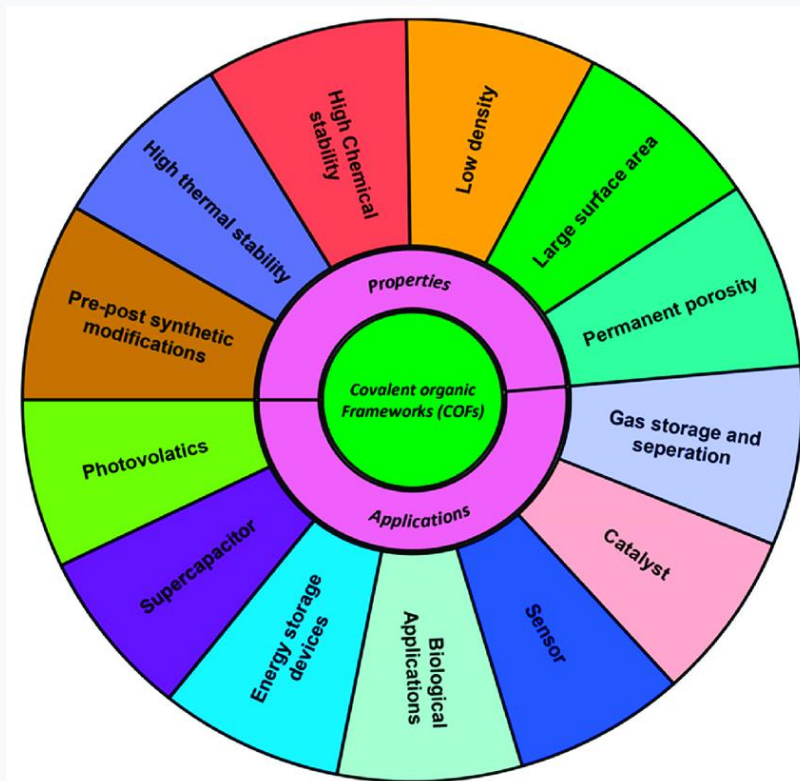 Covalent organic
Frameworks (COFs)
Properties
Pre-post synthetic
modifications
High thermal stability
High Chemical
stability
Low density
Large surface area
Permanent porosity
Applications
Gas storage and
seperation
Catalyst
Sensor
Biological
Applications
Energy storage
devices
Supercapacitor
Photovolatics